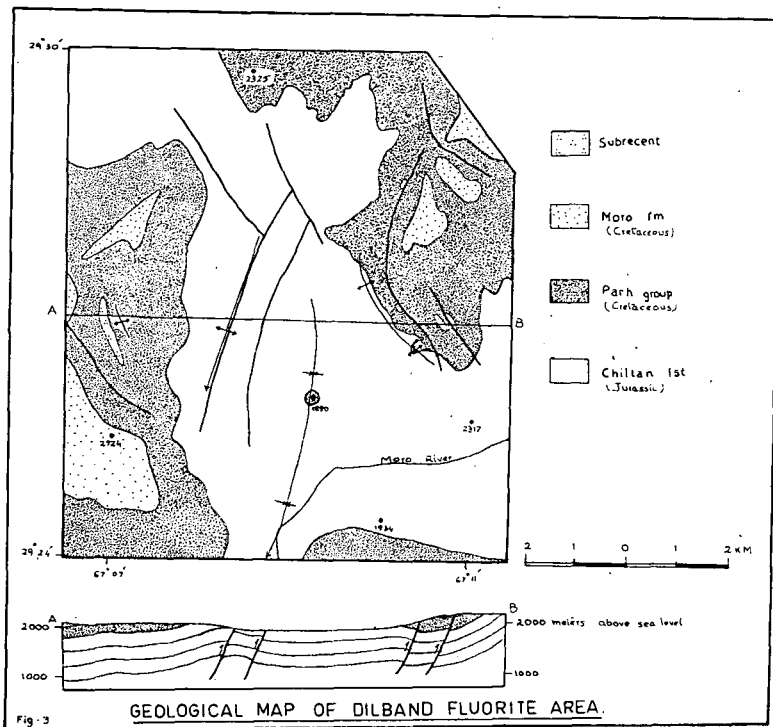 29°30'
2325
Subrecent
Moro fm
(Cretaceous)
A
B
Parh group
(Cretaceous)
Chiltan lst
(Jurassic)
2317
2724
Moro River
1934
29°24'
67°07'
67°11'
2 1 0 1 2 KM
A
B
2000
2000 meters above sea level
1000
1000
GEOLOGICAL MAP OF DILBAND FLUORITE AREA.
Fig. 3